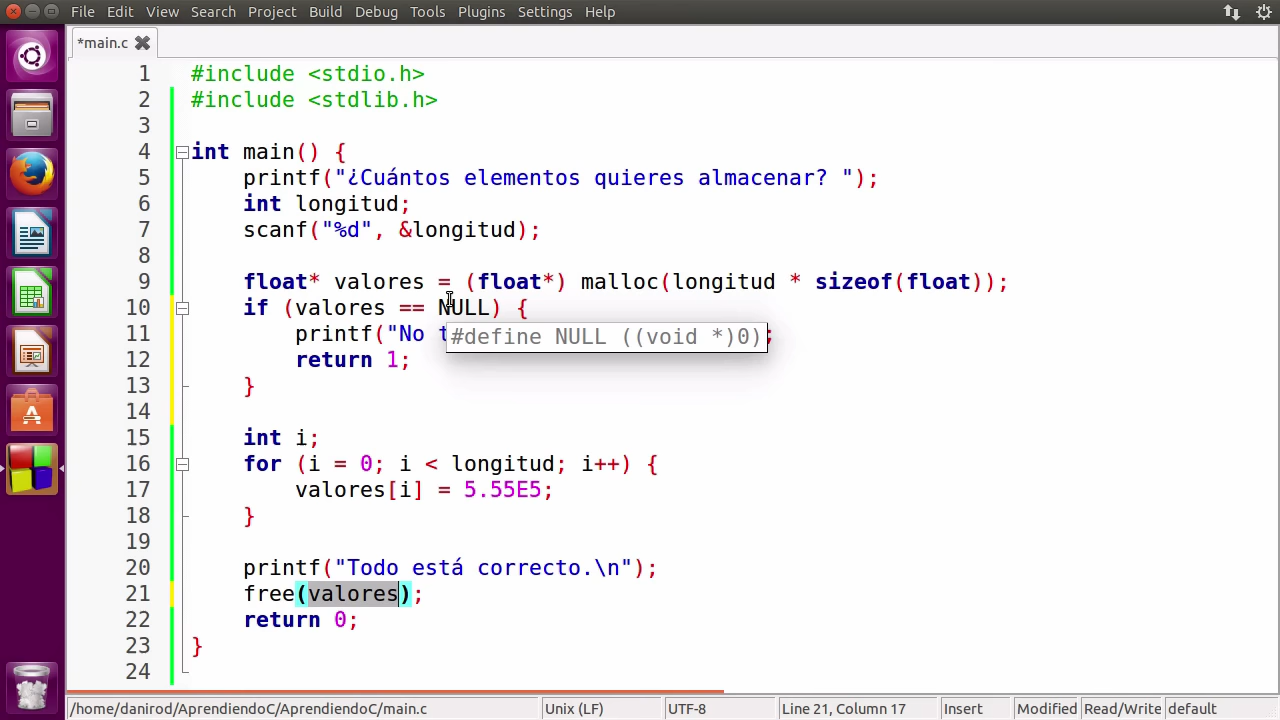 File Edit View Search Project Build Debug Tools Plugins Settings Help
*main.c
1 #include <stdio.h>
2 #include <stdlib.h>
3
4 int main() {
5 printf("¿Cuántos elementos quieres almacenar? ");
6 int longitud;
7 scanf("%d", &longitud);
8
9 float* valores = (float*) malloc(longitud * sizeof(float));
10 if (valores == NULL) {
11 printf("No ;
#define NULL ((void *)0)
12 return 1;
13 }
14
15 int i;
16 for (i = 0; i < longitud; i++) {
17 valores[i] = 5.55E5;
18 }
19
20 printf("Todo está correcto.\n");
21 free(valores);
22 return 0;
23 }
24
/home/danirod/AprendiendoC/AprendiendoC/main.c Unix (LF) UTF-8 Line 21, Column 17 Insert Modified Read/Write default